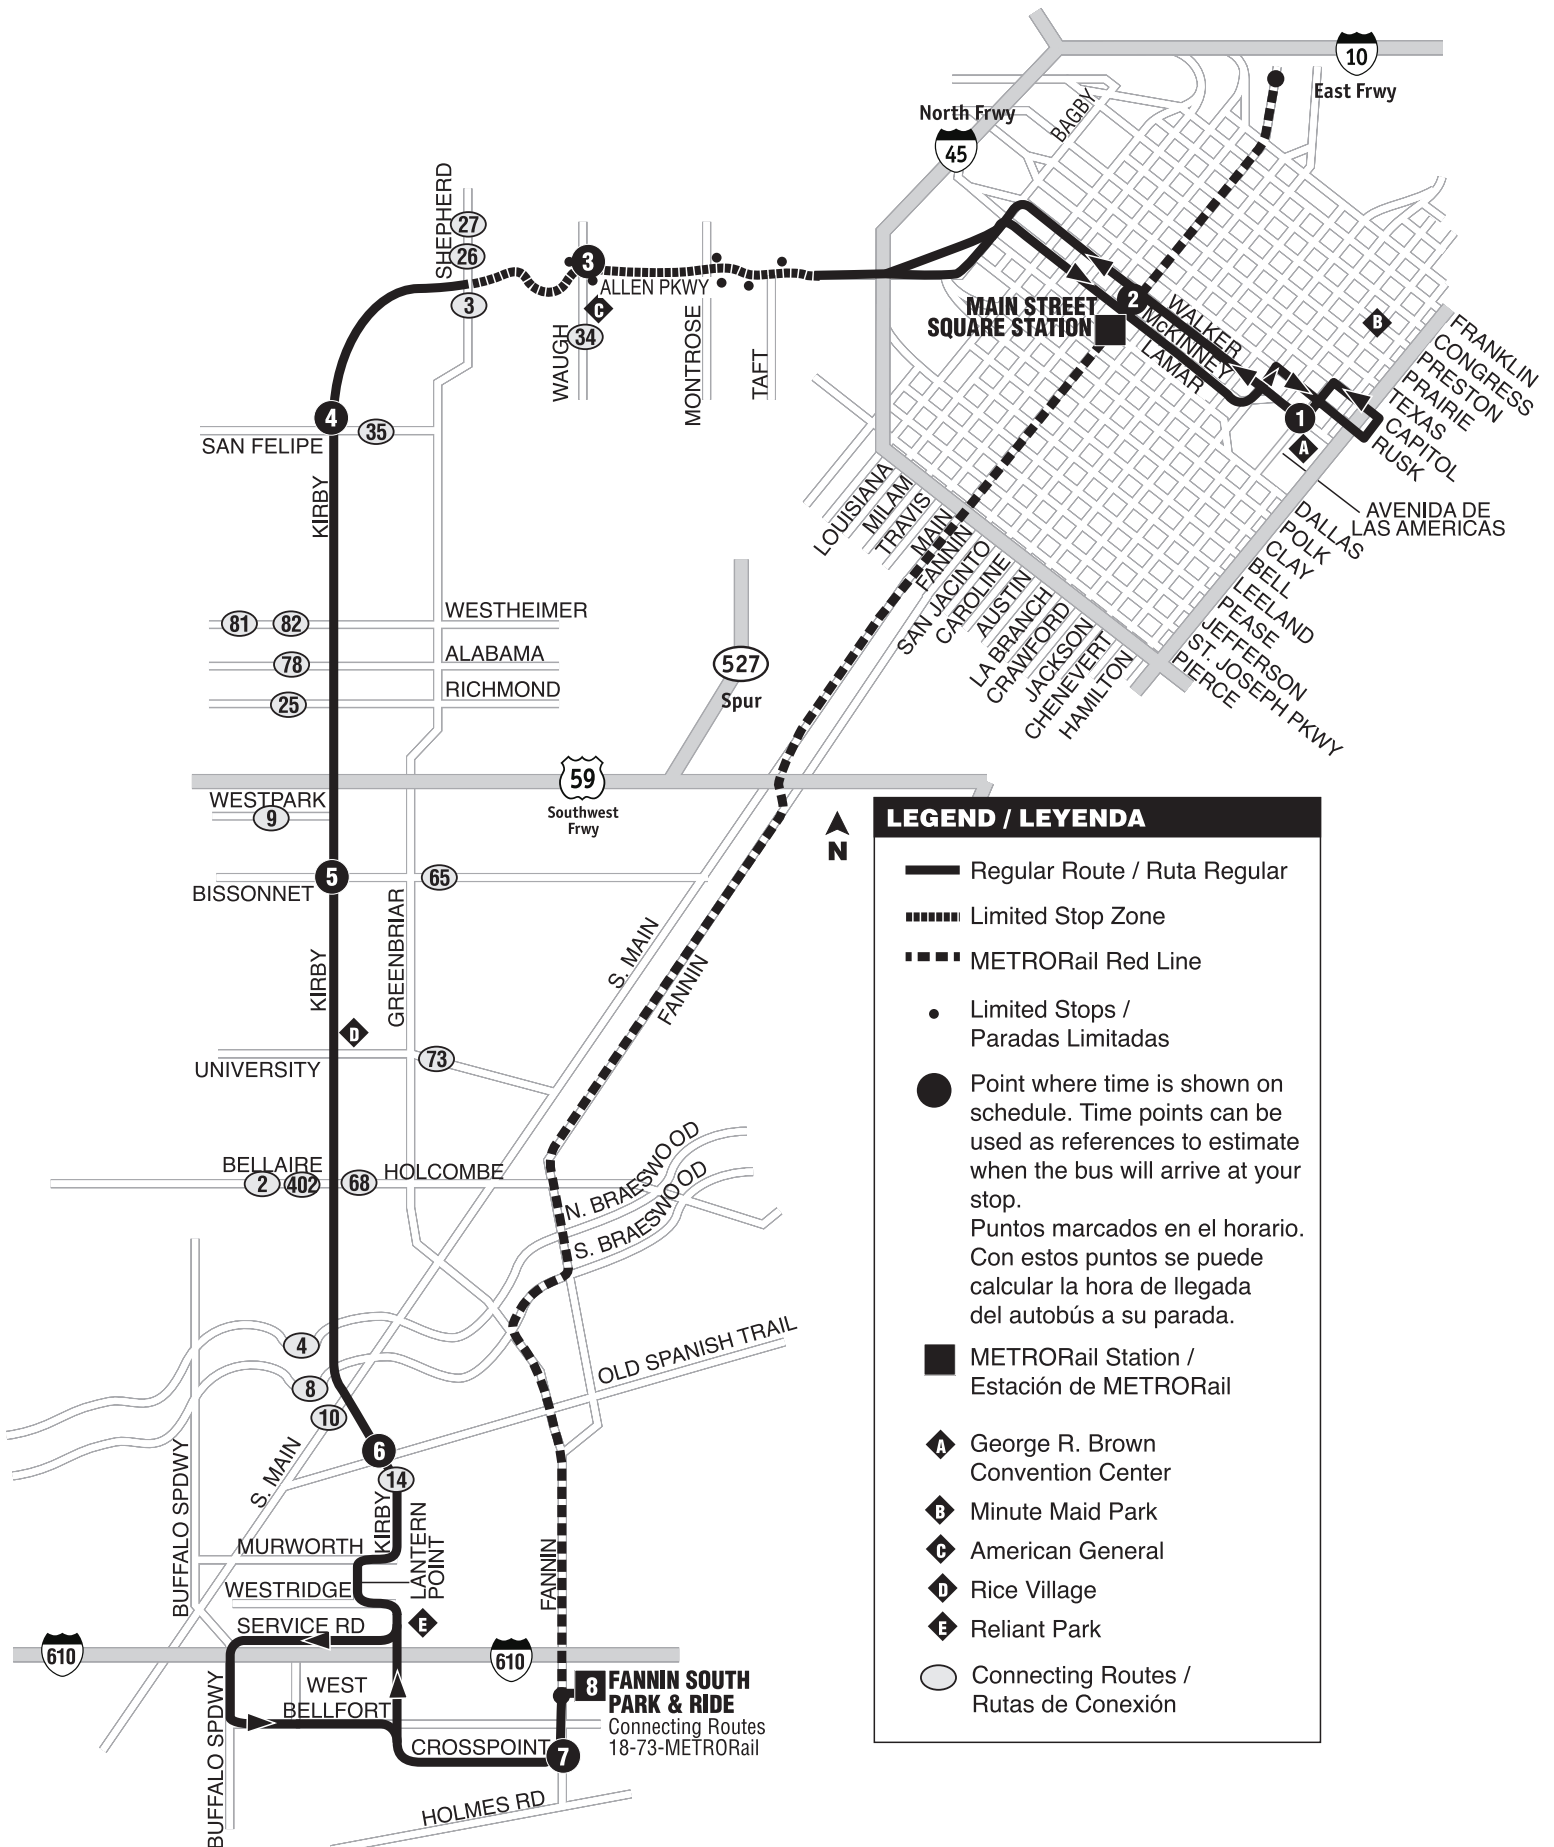 10
East Frwy
North Frwy
45
BAGBY
SHEPHERD
27
26
3
3
ALLEN PKWY
C
34
WAUGH
MONTROSE
TAFT
MAIN STREET
SQUARE STATION
2
WALKER
McKINNEY
LAMAR
1
A
B
FRANKLIN
CONGRESS
PRESTON
PRAIRIE
TEXAS
CAPITOL
RUSK
AVENIDA DE
LAS AMERICAS
4
35
SAN FELIPE
KIRBY
LOUISIANA
MILAM
TRAVIS
MAIN
FANNIN
SAN JACINTO
CAROLINE
AUSTIN
LA BRANCH
CRAWFORD
JACKSON
CHENEVERT
HAMILTON
DALLAS
POLK
CLAY
BELL
LEELAND
PEASE
JEFFERSON
ST. JOSEPH PKWY
PIERCE
WESTHEIMER
81
82
ALABAMA
78
RICHMOND
25
527
Spur
59
Southwest
Frwy
WESTPARK
9
N
5
65
BISSONNET
KIRBY
GREENBRIAR
S. MAIN
FANNIN
D
UNIVERSITY
73
BELLAIRE
2
402
68
HOLCOMBE
N. BRAESWOOD
S. BRAESWOOD
4
8
10
OLD SPANISH TRAIL
6
14
S. MAIN
BUFFALO SPDWY
KIRBY
LANTERN
POINT
MURWORTH
WESTRIDGE
SERVICE RD
E
FANNIN
610
610
WEST
BELLFORT
BUFFALO SPDWY
8
FANNIN SOUTH
PARK & RIDE
Connecting Routes
18-73-METRORail
CROSSPOINT
7
HOLMES RD
LEGEND / LEYENDA
Regular Route / Ruta Regular
Limited Stop Zone
METRORail Red Line
Limited Stops /
Paradas Limitadas
Point where time is shown on
schedule. Time points can be
used as references to estimate
when the bus will arrive at your
stop.
Puntos marcados en el horario.
Con estos puntos se puede
calcular la hora de llegada
del autobús a su parada.
METRORail Station /
Estación de METRORail
A George R. Brown
Convention Center
B Minute Maid Park
C American General
D Rice Village
E Reliant Park
Connecting Routes /
Rutas de Conexión